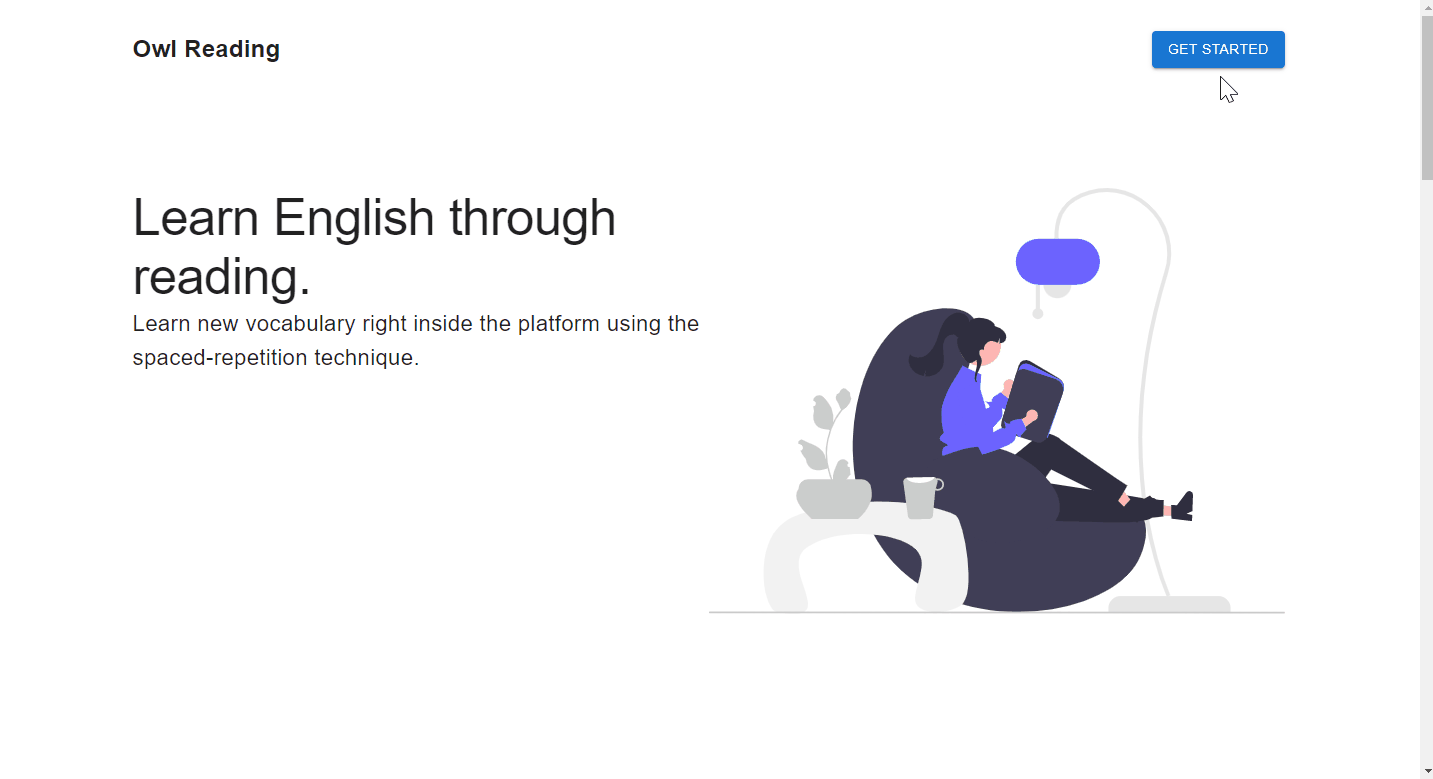 Owl Reading
GET STARTED
Learn English through
reading.
Learn new vocabulary right inside the platform using the
spaced-repetition technique.